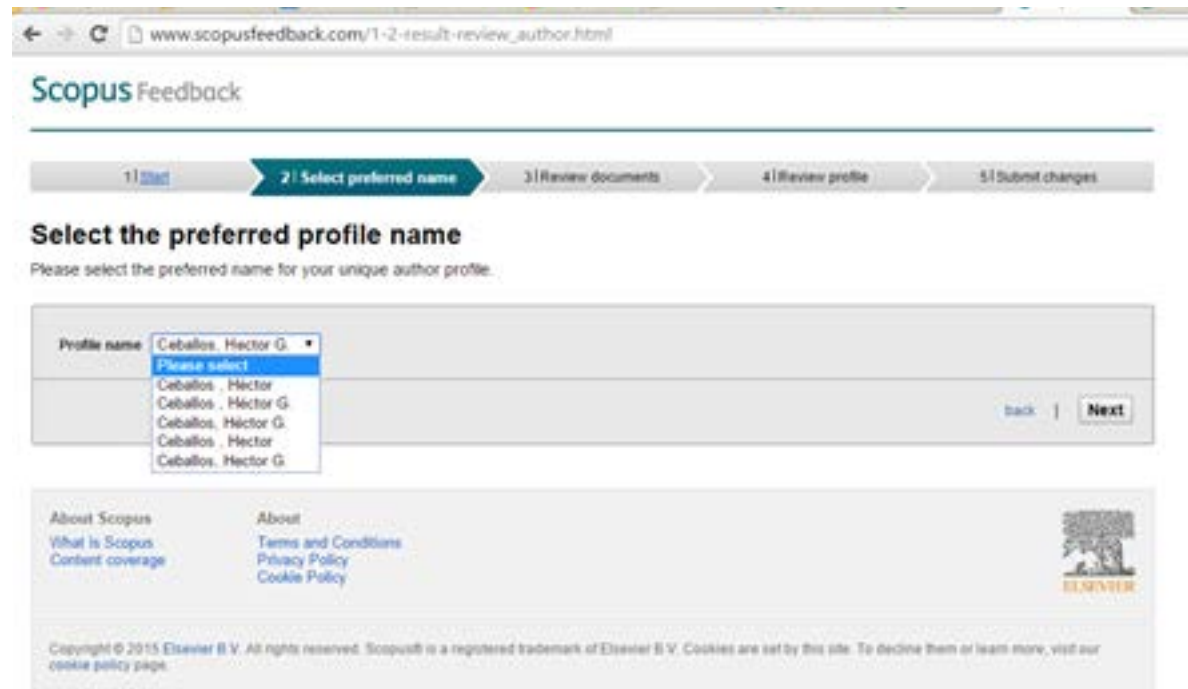 www.scopusfeedback.com/1-2-result-review_author.html
Scopus Feedback
1| Start
2| Select preferred name
3| Review documents
4| Review profile
5| Submit changes
Select the preferred profile name
Please select the preferred name for your unique author profile.
Profile name
Ceballos, Hector G.
Please select
Ceballos , Héctor
Ceballos , Héctor G.
Ceballos, Héctor G.
Ceballos , Hector
Ceballos, Hector G.
back | Next
About Scopus
What is Scopus
Content coverage
About
Terms and Conditions
Privacy Policy
Cookie Policy
ELSEVIER
Copyright © 2015 Elsevier B.V. All rights reserved. Scopus® is a registered trademark of Elsevier B.V. Cookies are set by this site. To decline them or learn more, visit our
cookie policy page.